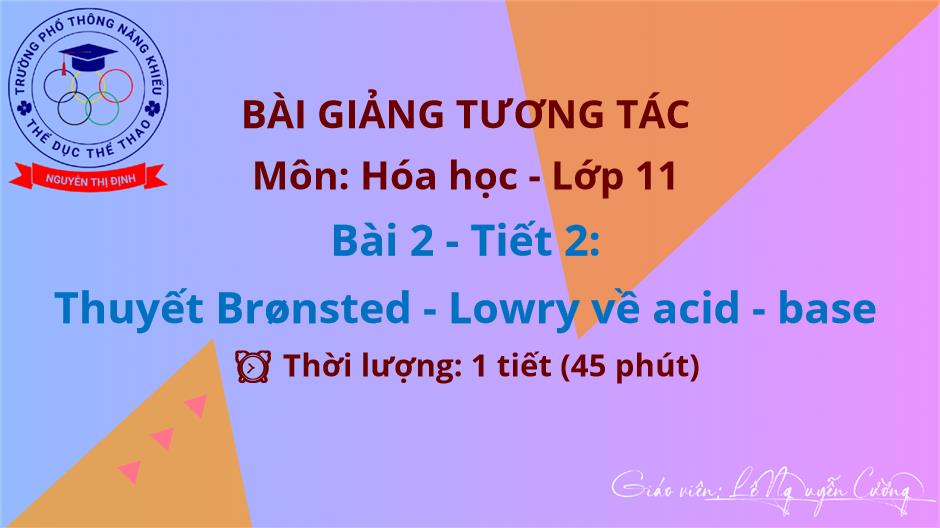 TRƯỜNG PHỔ THÔNG NĂNG KHIẾU
THỂ DỤC THỂ THAO
NGUYỄN THỊ ĐỊNH
BÀI GIẢNG TƯƠNG TÁC
Môn: Hóa học - Lớp 11
Bài 2 - Tiết 2:
Thuyết Brønsted - Lowry về acid - base
Thời lượng: 1 tiết (45 phút)
Giáo viên: Lê Nguyễn Cường